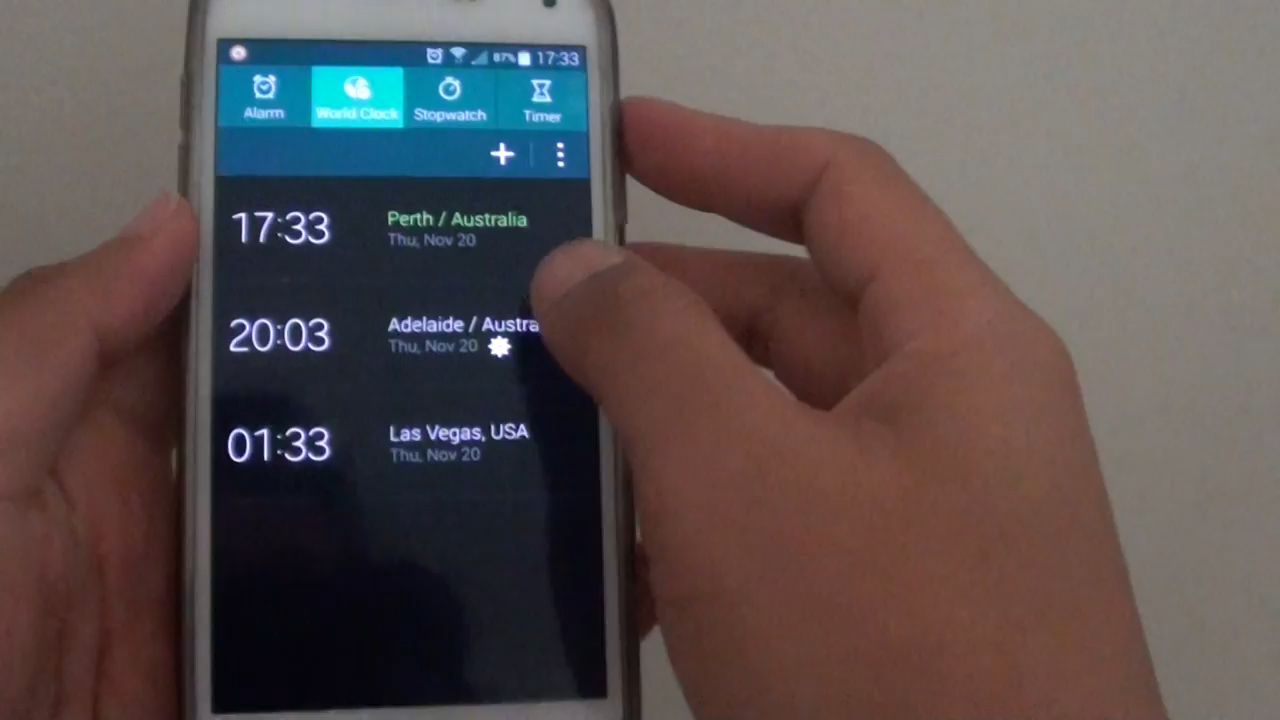 87% 17:33
Alarm World Clock Stopwatch Timer
17:33 Perth / Australia
Thu, Nov 20
20:03 Adelaide / Austra
Thu, Nov 20
01:33 Las Vegas, USA
Thu, Nov 20